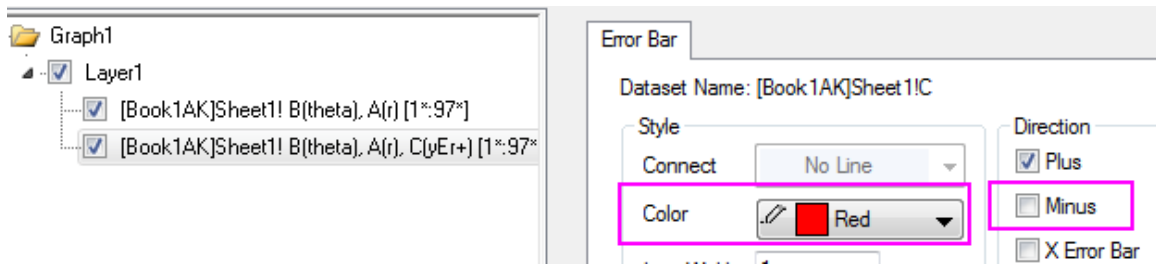 Graph1
Layer1
[Book1AK]Sheet1! B(theta), A(r) [1*:97*]
[Book1AK]Sheet1! B(theta), A(r), C(yEr+) [1*:97*
Error Bar
Dataset Name: [Book1AK]Sheet1!C
Style
Connect No Line
Color Red
Direction
Plus
Minus
X Error Bar